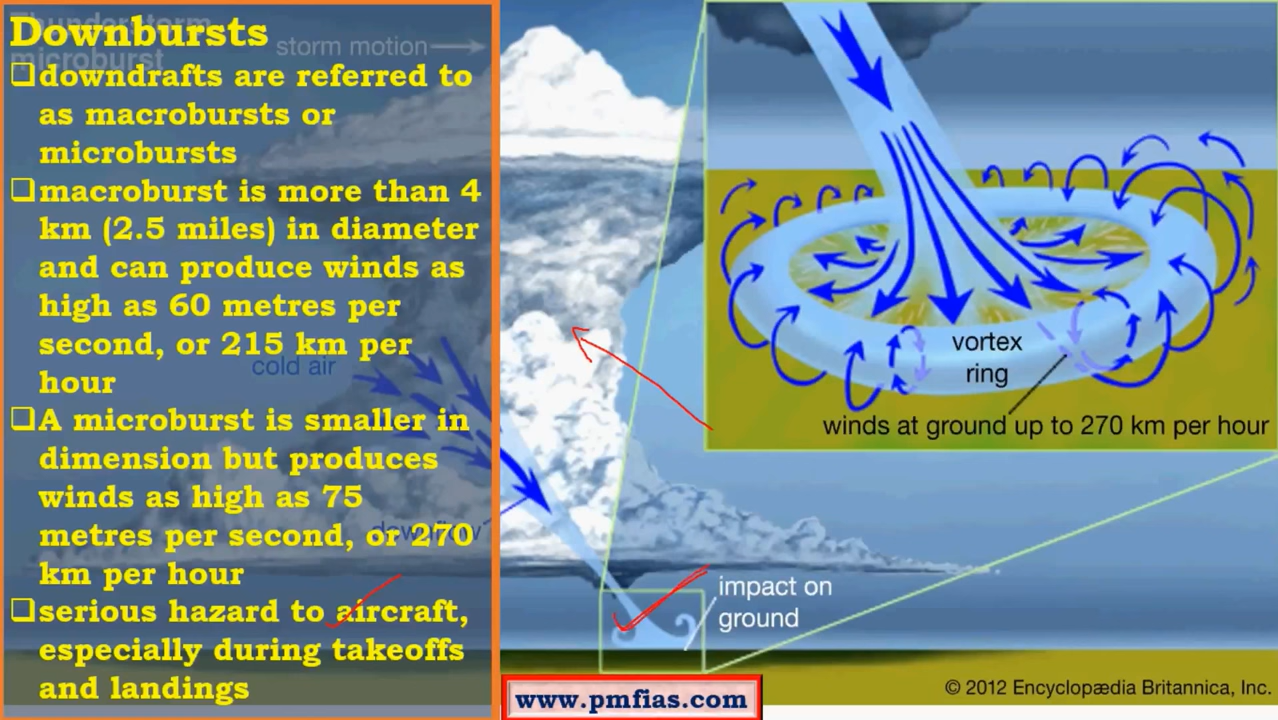 Thunderstorm
microburst
Downbursts
❑downdrafts are referred to
as macrobursts or
microbursts
❑macroburst is more than 4
km (2.5 miles) in diameter
and can produce winds as
high as 60 metres per
second, or 215 km per
hour
❑A microburst is smaller in
dimension but produces
winds as high as 75
metres per second, or 270
km per hour
❑serious hazard to aircraft,
especially during takeoffs
and landings
storm motion
cold air
downflow
vortex
ring
winds at ground up to 270 km per hour
impact on
ground
© 2012 Encyclopædia Britannica, Inc.
www.pmfias.com